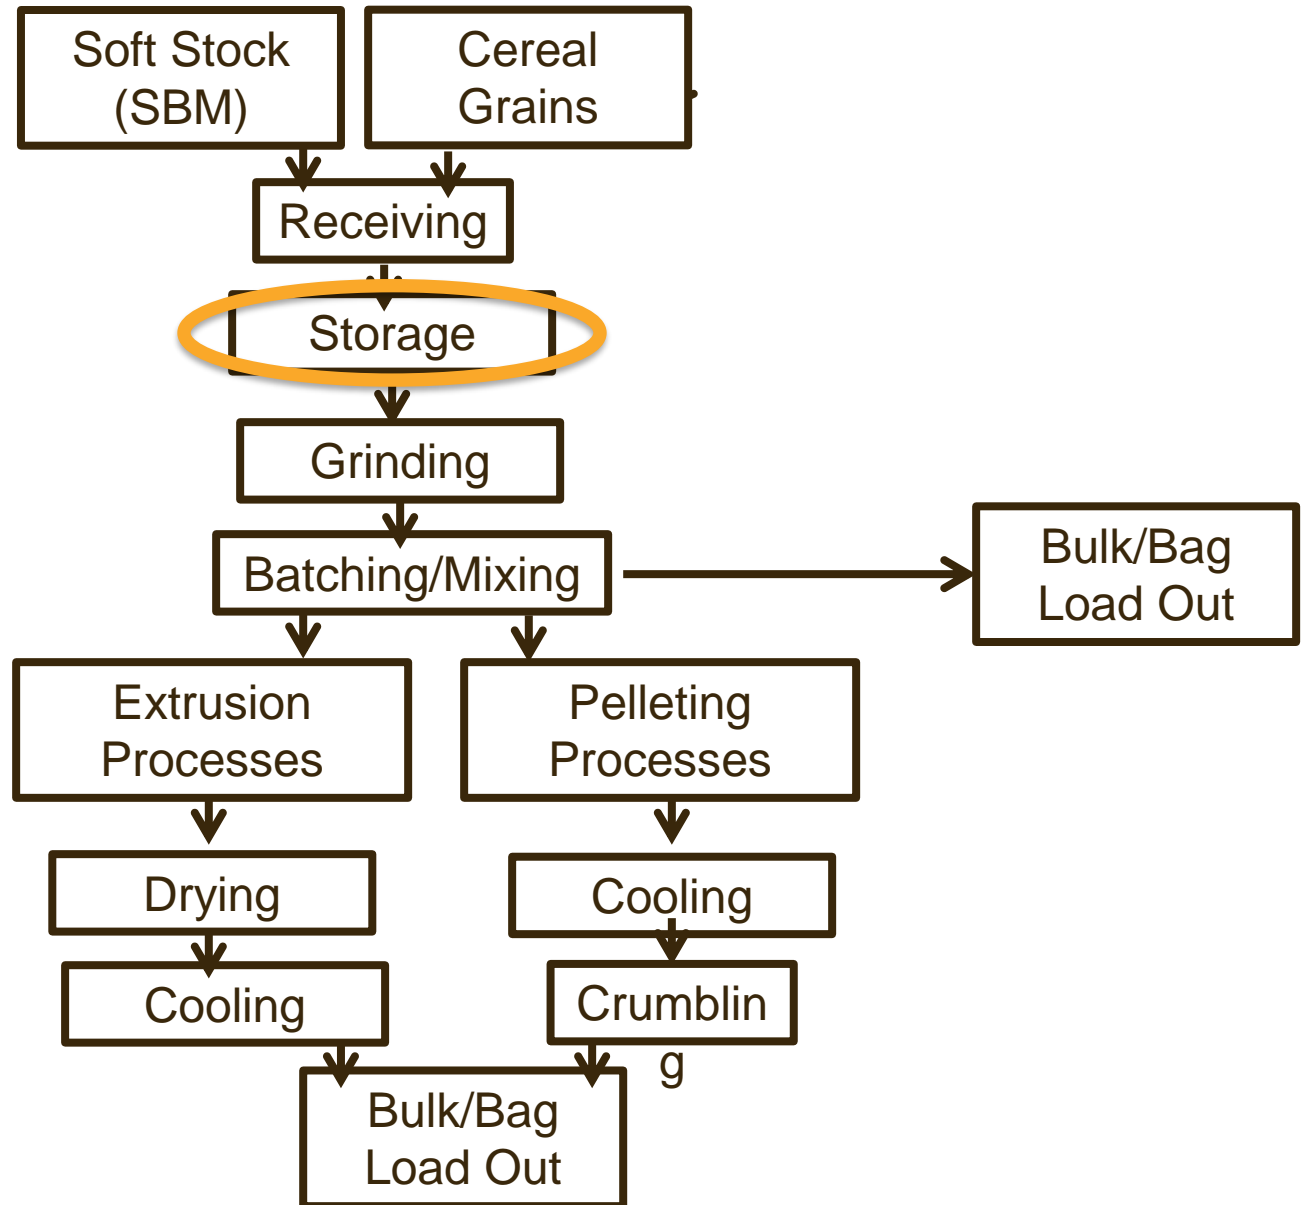 Soft Stock
(SBM)
Cereal
Grains
Receiving
Storage
Grinding
Batching/Mixing
Bulk/Bag
Load Out
Extrusion
Processes
Pelleting
Processes
Drying
Cooling
Cooling
Crumblin
g
Bulk/Bag
Load Out